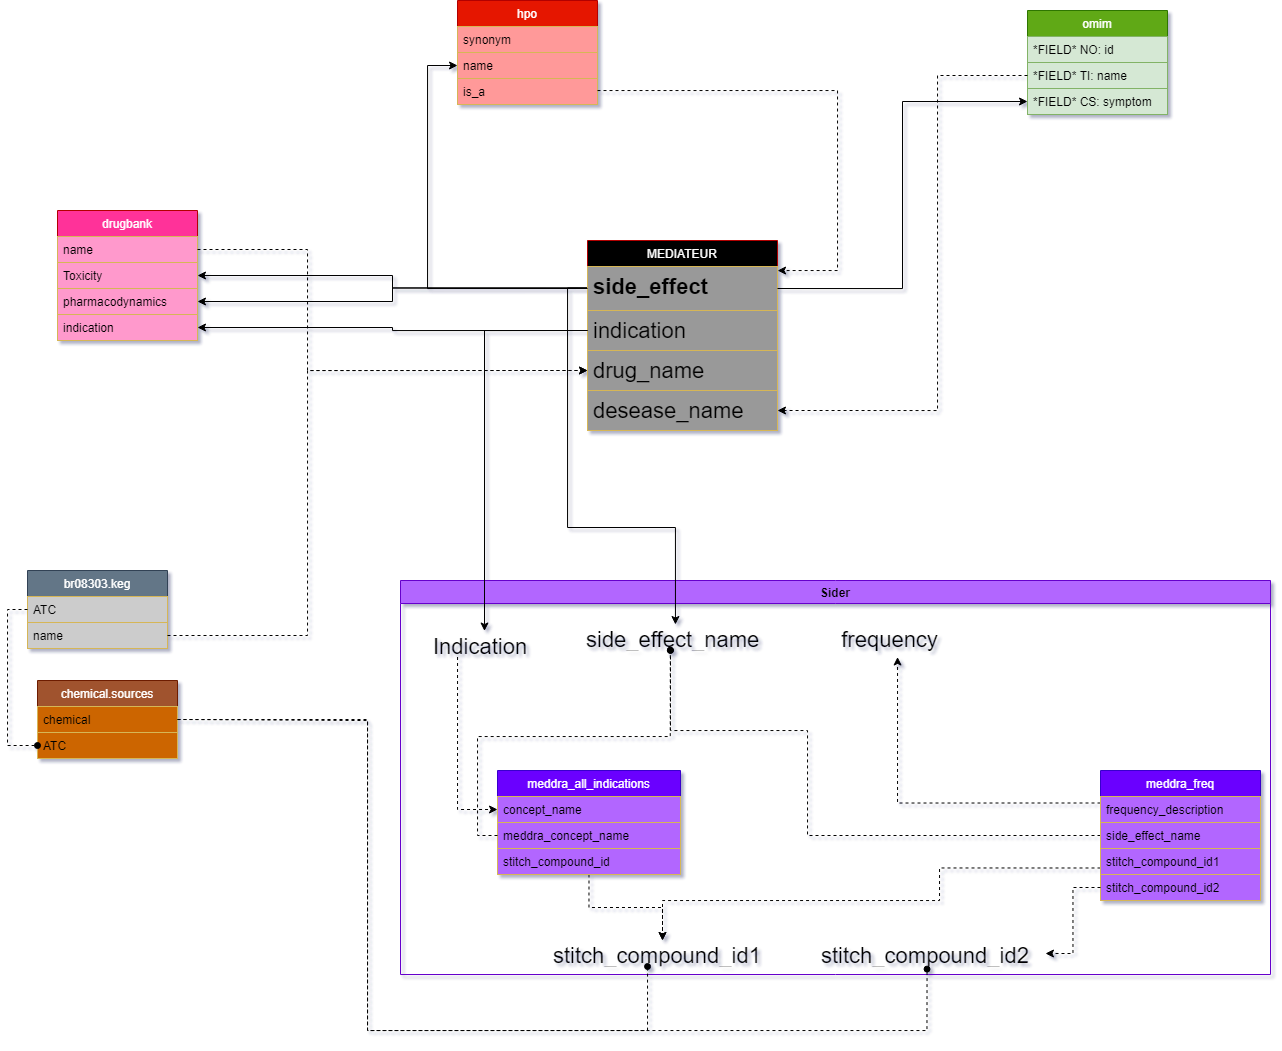 hpo
synonym
name
is_a
omim
*FIELD* NO: id
*FIELD* TI: name
*FIELD* CS: symptom
drugbank
name
Toxicity
pharmacodynamics
indication
MEDIATEUR
side_effect
indication
drug_name
desease_name
br08303.keg
ATC
name
chemical.sources
chemical
ATC
Sider
Indication
side_effect_name
frequency
meddra_all_indications
concept_name
meddra_concept_name
stitch_compound_id
meddra_freq
frequency_description
side_effect_name
stitch_compound_id1
stitch_compound_id2
stitch_compound_id1
stitch_compound_id2